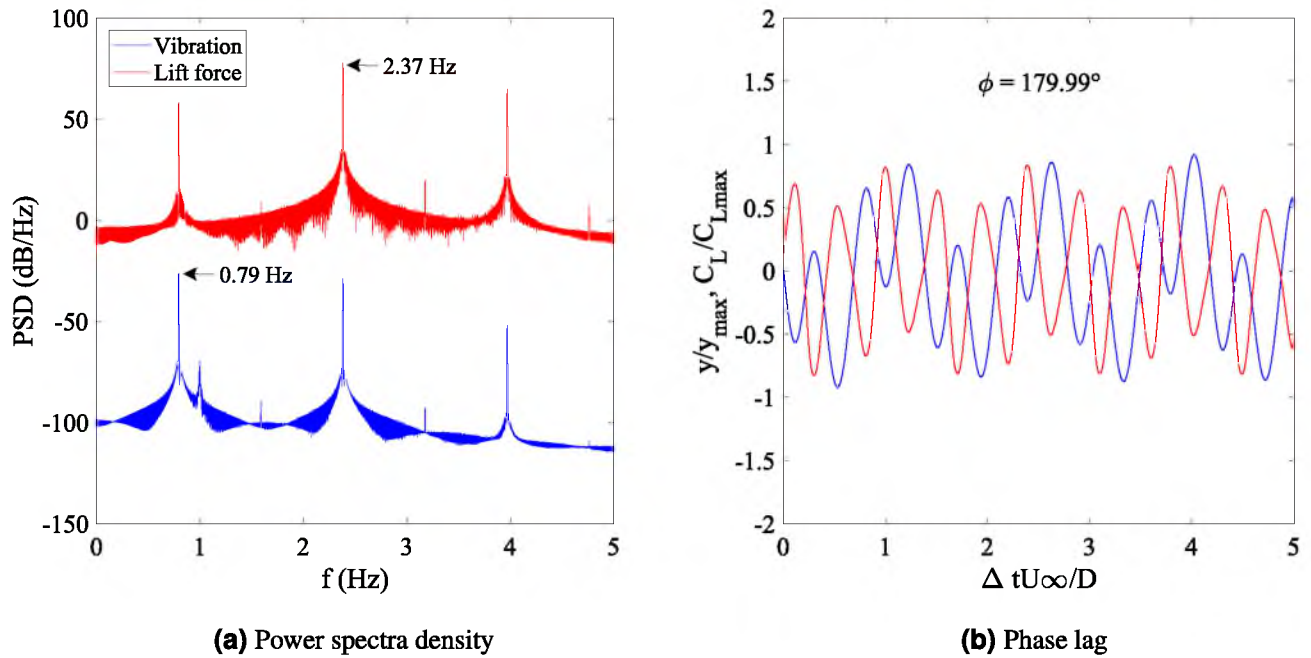 100
50
0
-50
-100
-150
PSD (dB/Hz)
Vibration
Lift force
2.37 Hz
0.79 Hz
0 1 2 3 4 5
f (Hz)
(a) Power spectra density
2
1.5
1
0.5
0
-0.5
-1
-1.5
-2
y/y_max, C_L/C_Lmax
ϕ = 179.99°
0 1 2 3 4 5
Δ tU∞/D
(b) Phase lag